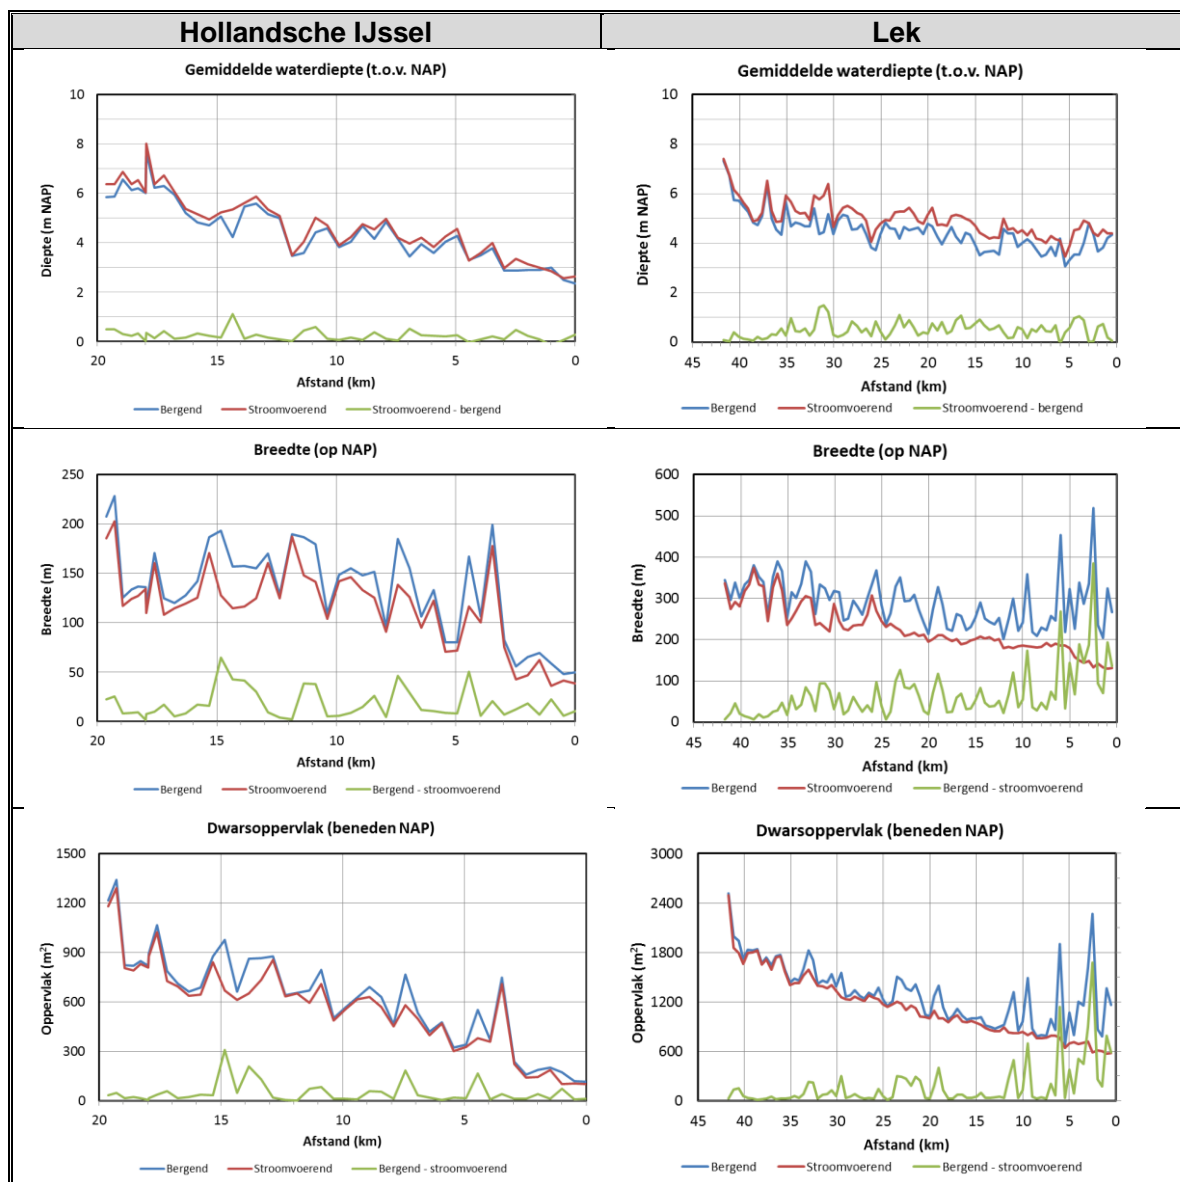 Hollandsche IJssel
Lek
Gemiddelde waterdiepte (t.o.v. NAP)
10
8
6
4
2
0
Diepte (m NAP)
20
15
10
5
0
Afstand (km)
Bergend
Stroomvoerend
Stroomvoerend - bergend
Gemiddelde waterdiepte (t.o.v. NAP)
10
8
6
4
2
0
Diepte (m NAP)
45
40
35
30
25
20
15
10
5
0
Afstand (km)
Bergend
Stroomvoerend
Stroomvoerend - bergend
Breedte (op NAP)
250
200
150
100
50
0
Breedte (m)
20
15
10
5
0
Afstand (km)
Bergend
Stroomvoerend
Bergend - stroomvoerend
Breedte (op NAP)
600
500
400
300
200
100
0
Breedte (m)
45
40
35
30
25
20
15
10
5
0
Afstand (km)
Bergend
Stroomvoerend
Bergend - stroomvoerend
Dwarsoppervlak (beneden NAP)
1500
1200
900
600
300
0
Oppervlak (m²)
20
15
10
5
0
Afstand (km)
Bergend
Stroomvoerend
Bergend - stroomvoerend
Dwarsoppervlak (beneden NAP)
3000
2400
1800
1200
600
0
Oppervlak (m²)
45
40
35
30
25
20
15
10
5
0
Afstand (km)
Bergend
Stroomvoerend
Bergend - stroomvoerend